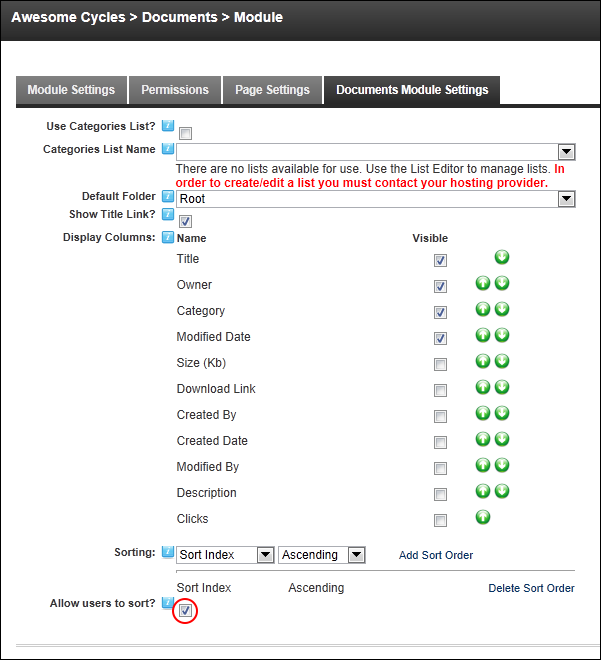 Awesome Cycles > Documents > Module
Module Settings Permissions Page Settings Documents Module Settings
Use Categories List?
Categories List Name
There are no lists available for use. Use the List Editor to manage lists. In
order to create/edit a list you must contact your hosting provider.
Default Folder Root
Show Title Link?
Display Columns: Name Visible
Title
Owner
Category
Modified Date
Size (Kb)
Download Link
Created By
Created Date
Modified By
Description
Clicks
Sorting: Sort Index Ascending Add Sort Order
Sort Index Ascending Delete Sort Order
Allow users to sort?